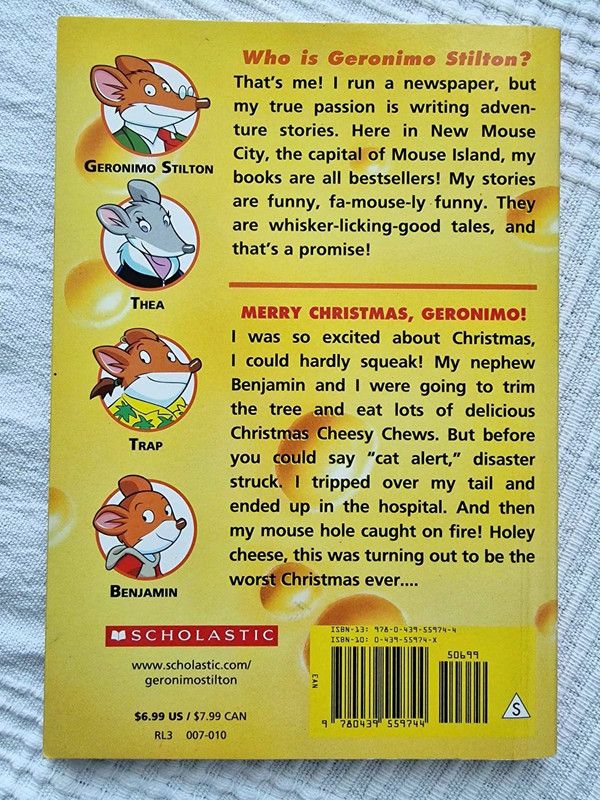 Who is Geronimo Stilton?
That's me! I run a newspaper, but
my true passion is writing adven-
ture stories. Here in New Mouse
City, the capital of Mouse Island, my
books are all bestsellers! My stories
are funny, fa-mouse-ly funny. They
are whisker-licking-good tales, and
that's a promise!
GERONIMO STILTON
THEA
TRAP
BENJAMIN
MERRY CHRISTMAS, GERONIMO!
I was so excited about Christmas,
I could hardly squeak! My nephew
Benjamin and I were going to trim
the tree and eat lots of delicious
Christmas Cheesy Chews. But before
you could say "cat alert," disaster
struck. I tripped over my tail and
ended up in the hospital. And then
my mouse hole caught on fire! Holey
cheese, this was turning out to be the
worst Christmas ever....
SCHOLASTIC
www.scholastic.com/
geronimostilton
$6.99 US / $7.99 CAN
RL3 007-010
ISBN-13: 978-0-439-55974-4
ISBN-10: 0-439-55974-X
50699
EAN
9 780439 559744
S